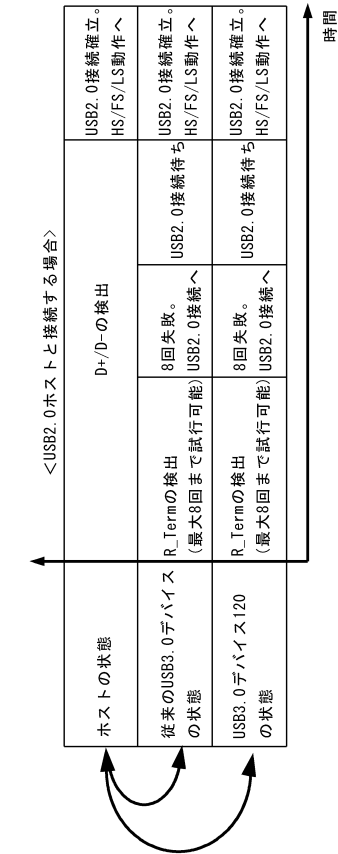 <USB2.0ホストと接続する場合>
ホストの状態
D+/D-の検出
USB2.0接続確立。
HS/FS/LS動作へ
従来のUSB3.0デバイス
の状態
R_Termの検出
(最大8回まで試行可能)
8回失敗。
USB2.0接続へ
USB2.0接続待ち
USB2.0接続確立。
HS/FS/LS動作へ
USB3.0デバイス120
の状態
R_Termの検出
(最大8回まで試行可能)
8回失敗。
USB2.0接続へ
USB2.0接続待ち
USB2.0接続確立。
HS/FS/LS動作へ
時間